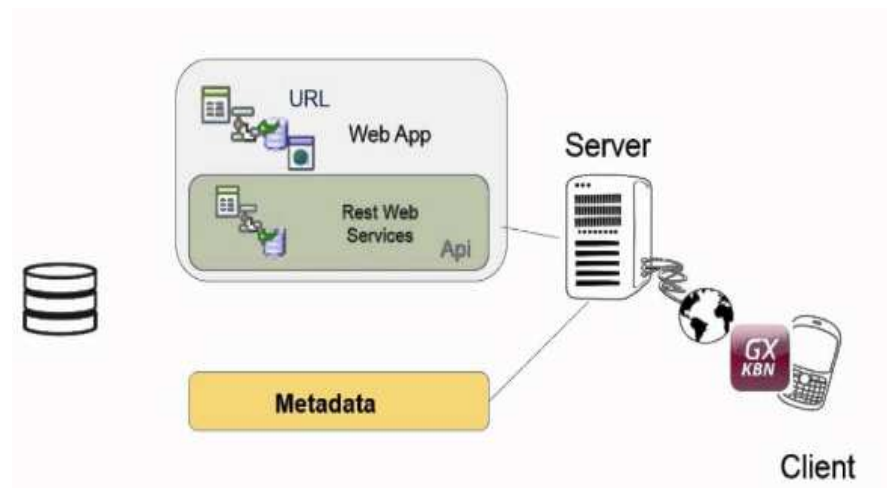 URL
Web App
Server
Rest Web
Services
Api
GX
KBN
Metadata
Client